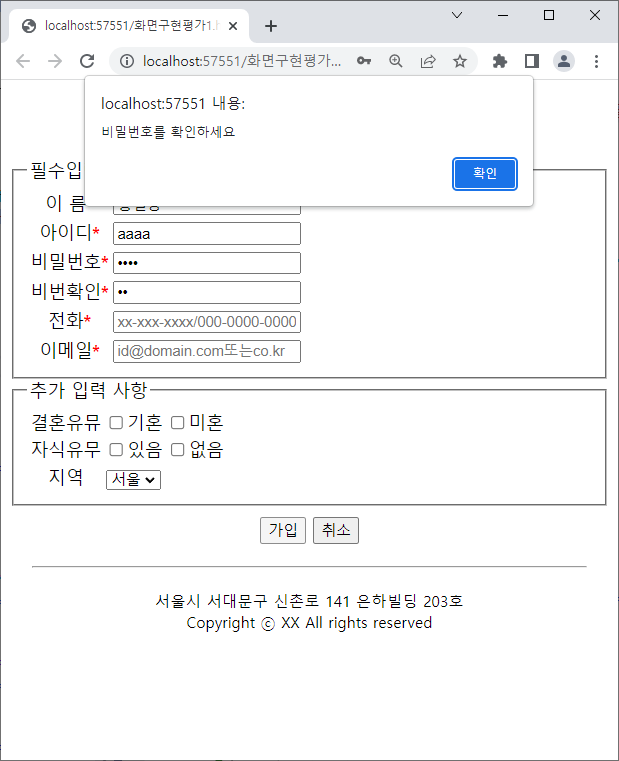 localhost:57551/화면구현평가1.h
localhost:57551/화면구현평가...
localhost:57551 내용:
비밀번호를 확인하세요
확인
필수입
이 름
아이디* aaaa
비밀번호* ••••
비번확인* ••
전화* xx-xxx-xxxx/000-0000-0000
이메일* id@domain.com또는co.kr
추가 입력 사항
결혼유뮤 기혼 미혼
자식유무 있음 없음
지역 서울
가입 취소
서울시 서대문구 신촌로 141 은하빌딩 203호
Copyright ⓒ XX All rights reserved